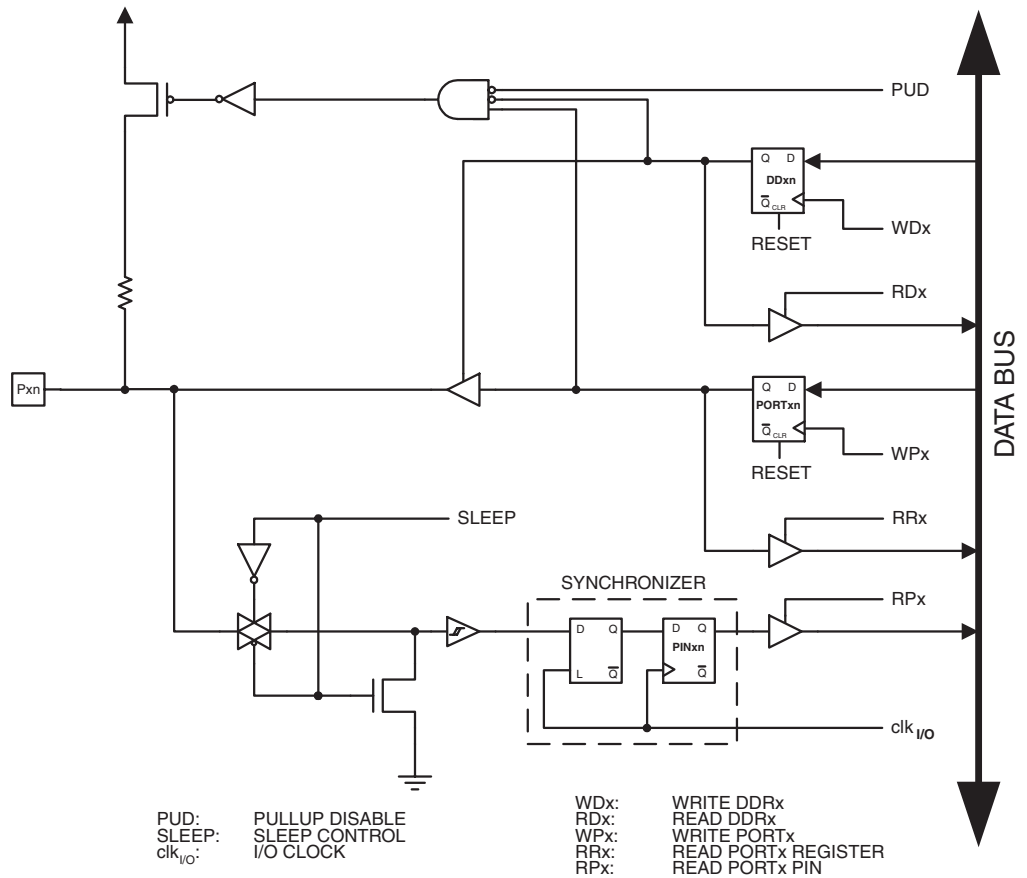 PUD
Q D
DDxn
Q CLR
WDx
RESET
RDx
Pxn
Q D
PORTxn
Q CLR
WPx
RESET
DATA BUS
SLEEP
RRx
SYNCHRONIZER
RPx
D Q
L Q
D Q
PINxn
Q
clk I/O
PUD: PULLUP DISABLE
SLEEP: SLEEP CONTROL
clkI/O: I/O CLOCK
WDx: WRITE DDRx
RDx: READ DDRx
WPx: WRITE PORTx
RRx: READ PORTx REGISTER
RPx: READ PORTx PIN